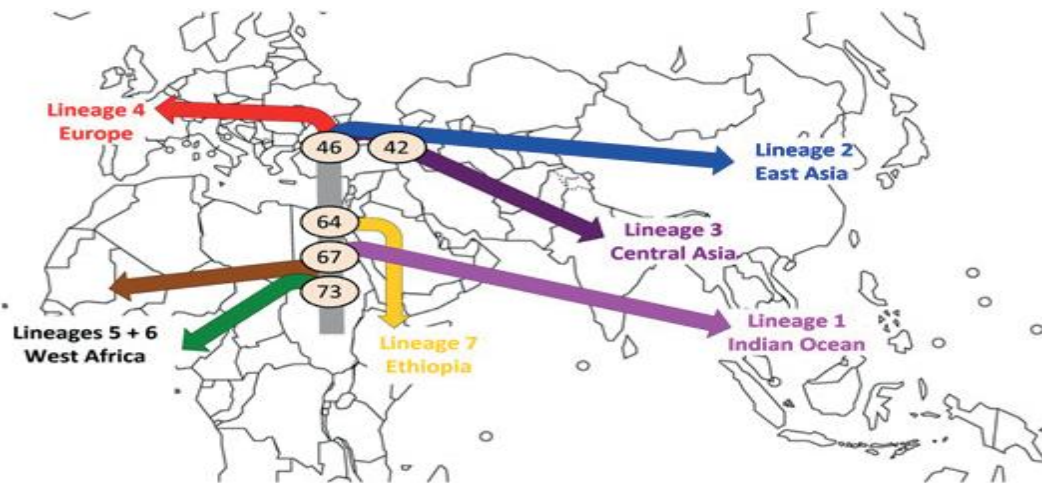 Lineage 4
Europe
46
42
Lineage 2
East Asia
64
Lineage 3
Central Asia
67
73
Lineages 5 + 6
West Africa
Lineage 7
Ethiopia
Lineage 1
Indian Ocean